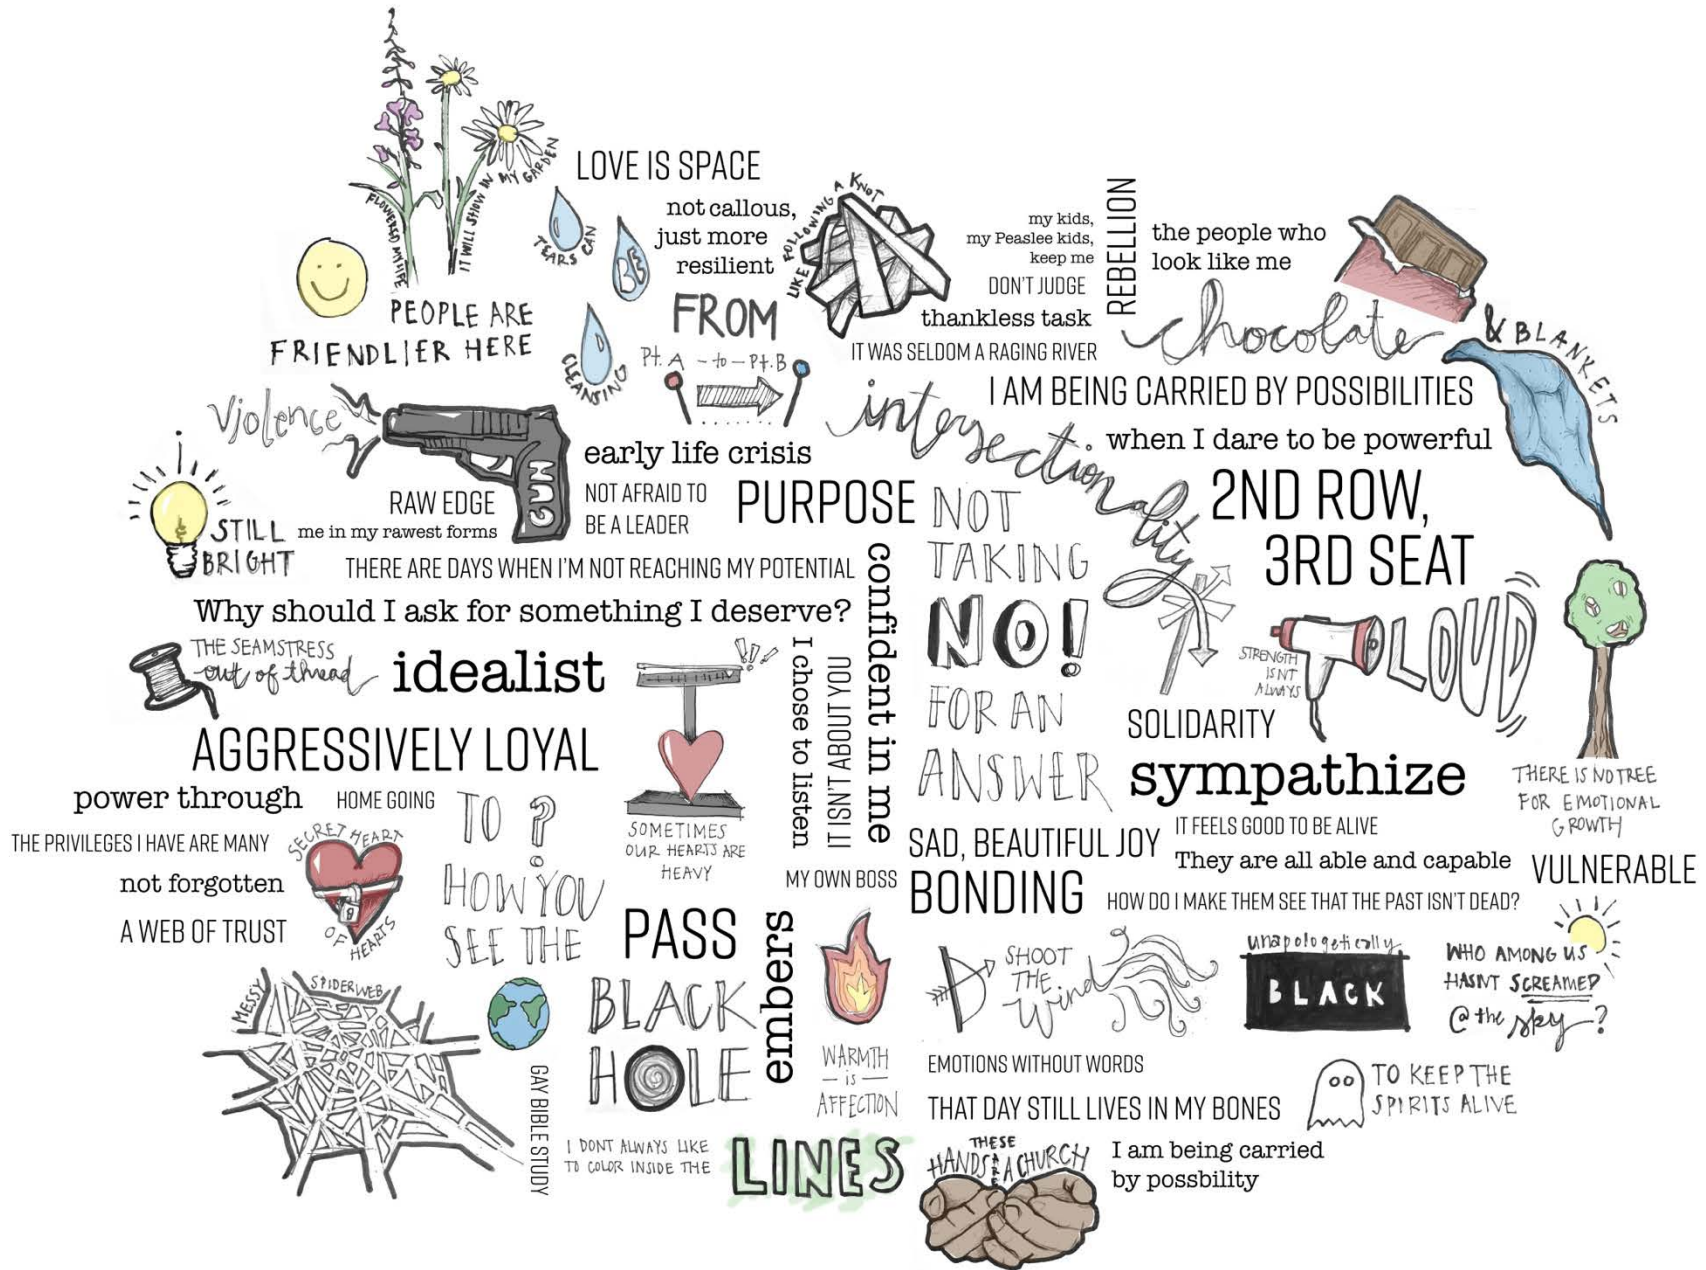 FLOWERED MY LIFE
IT WILL SHOW IN MY GARDEN
PEOPLE ARE
FRIENDLIER HERE
LOVE IS SPACE
TEARS CAN
BE
CLEANSING
not callous,
just more
resilient
FROM
Pt. A - to - Pt. B
LIKE FOLLOWING A KNOT
my kids,
my Peaslee kids,
keep me
DON'T JUDGE
thankless task
IT WAS SELDOM A RAGING RIVER
REBELLION
the people who
look like me
chocolate
& BLANKETS
I AM BEING CARRIED BY POSSIBILITIES
intersectionality
when I dare to be powerful
2ND ROW,
3RD SEAT
Violence
GUN
early life crisis
RAW EDGE
me in my rawest forms
NOT AFRAID TO
BE A LEADER
PURPOSE
STILL
BRIGHT
THERE ARE DAYS WHEN I'M NOT REACHING MY POTENTIAL
Why should I ask for something I deserve?
confident in me
NOT
TAKING
NO!
FOR AN
ANSWER
THE SEAMSTRESS
out of thread
idealist
!!!
I chose to listen
IT ISN'T ABOUT YOU
STRENGTH
ISNT
ALWAYS
LOUD
SOLIDARITY
sympathize
THERE IS NO TREE
FOR EMOTIONAL
GROWTH
AGGRESSIVELY LOYAL
power through
HOME GOING
THE PRIVILEGES I HAVE ARE MANY
not forgotten
A WEB OF TRUST
SECRET HEART
OF HEARTS
TO ?
HOW YOU
SEE THE
SOMETIMES
OUR HEARTS ARE
HEAVY
MY OWN BOSS
SAD, BEAUTIFUL JOY
BONDING
IT FEELS GOOD TO BE ALIVE
They are all able and capable
VULNERABLE
HOW DO I MAKE THEM SEE THAT THE PAST ISN'T DEAD?
PASS
BLACK
HOLE
embers
WARMTH
- is -
AFFECTION
SHOOT
THE
Wind
unapologetically
BLACK
WHO AMONG US
HASNT SCREAMED
@ the sky ?
MESSY
SPIDERWEB
GAY BIBLE STUDY
EMOTIONS WITHOUT WORDS
THAT DAY STILL LIVES IN MY BONES
TO KEEP THE
SPIRITS ALIVE
I DONT ALWAYS LIKE
TO COLOR INSIDE THE
LINES
THESE
HANDS ARE A CHURCH
I am being carried
by possbility